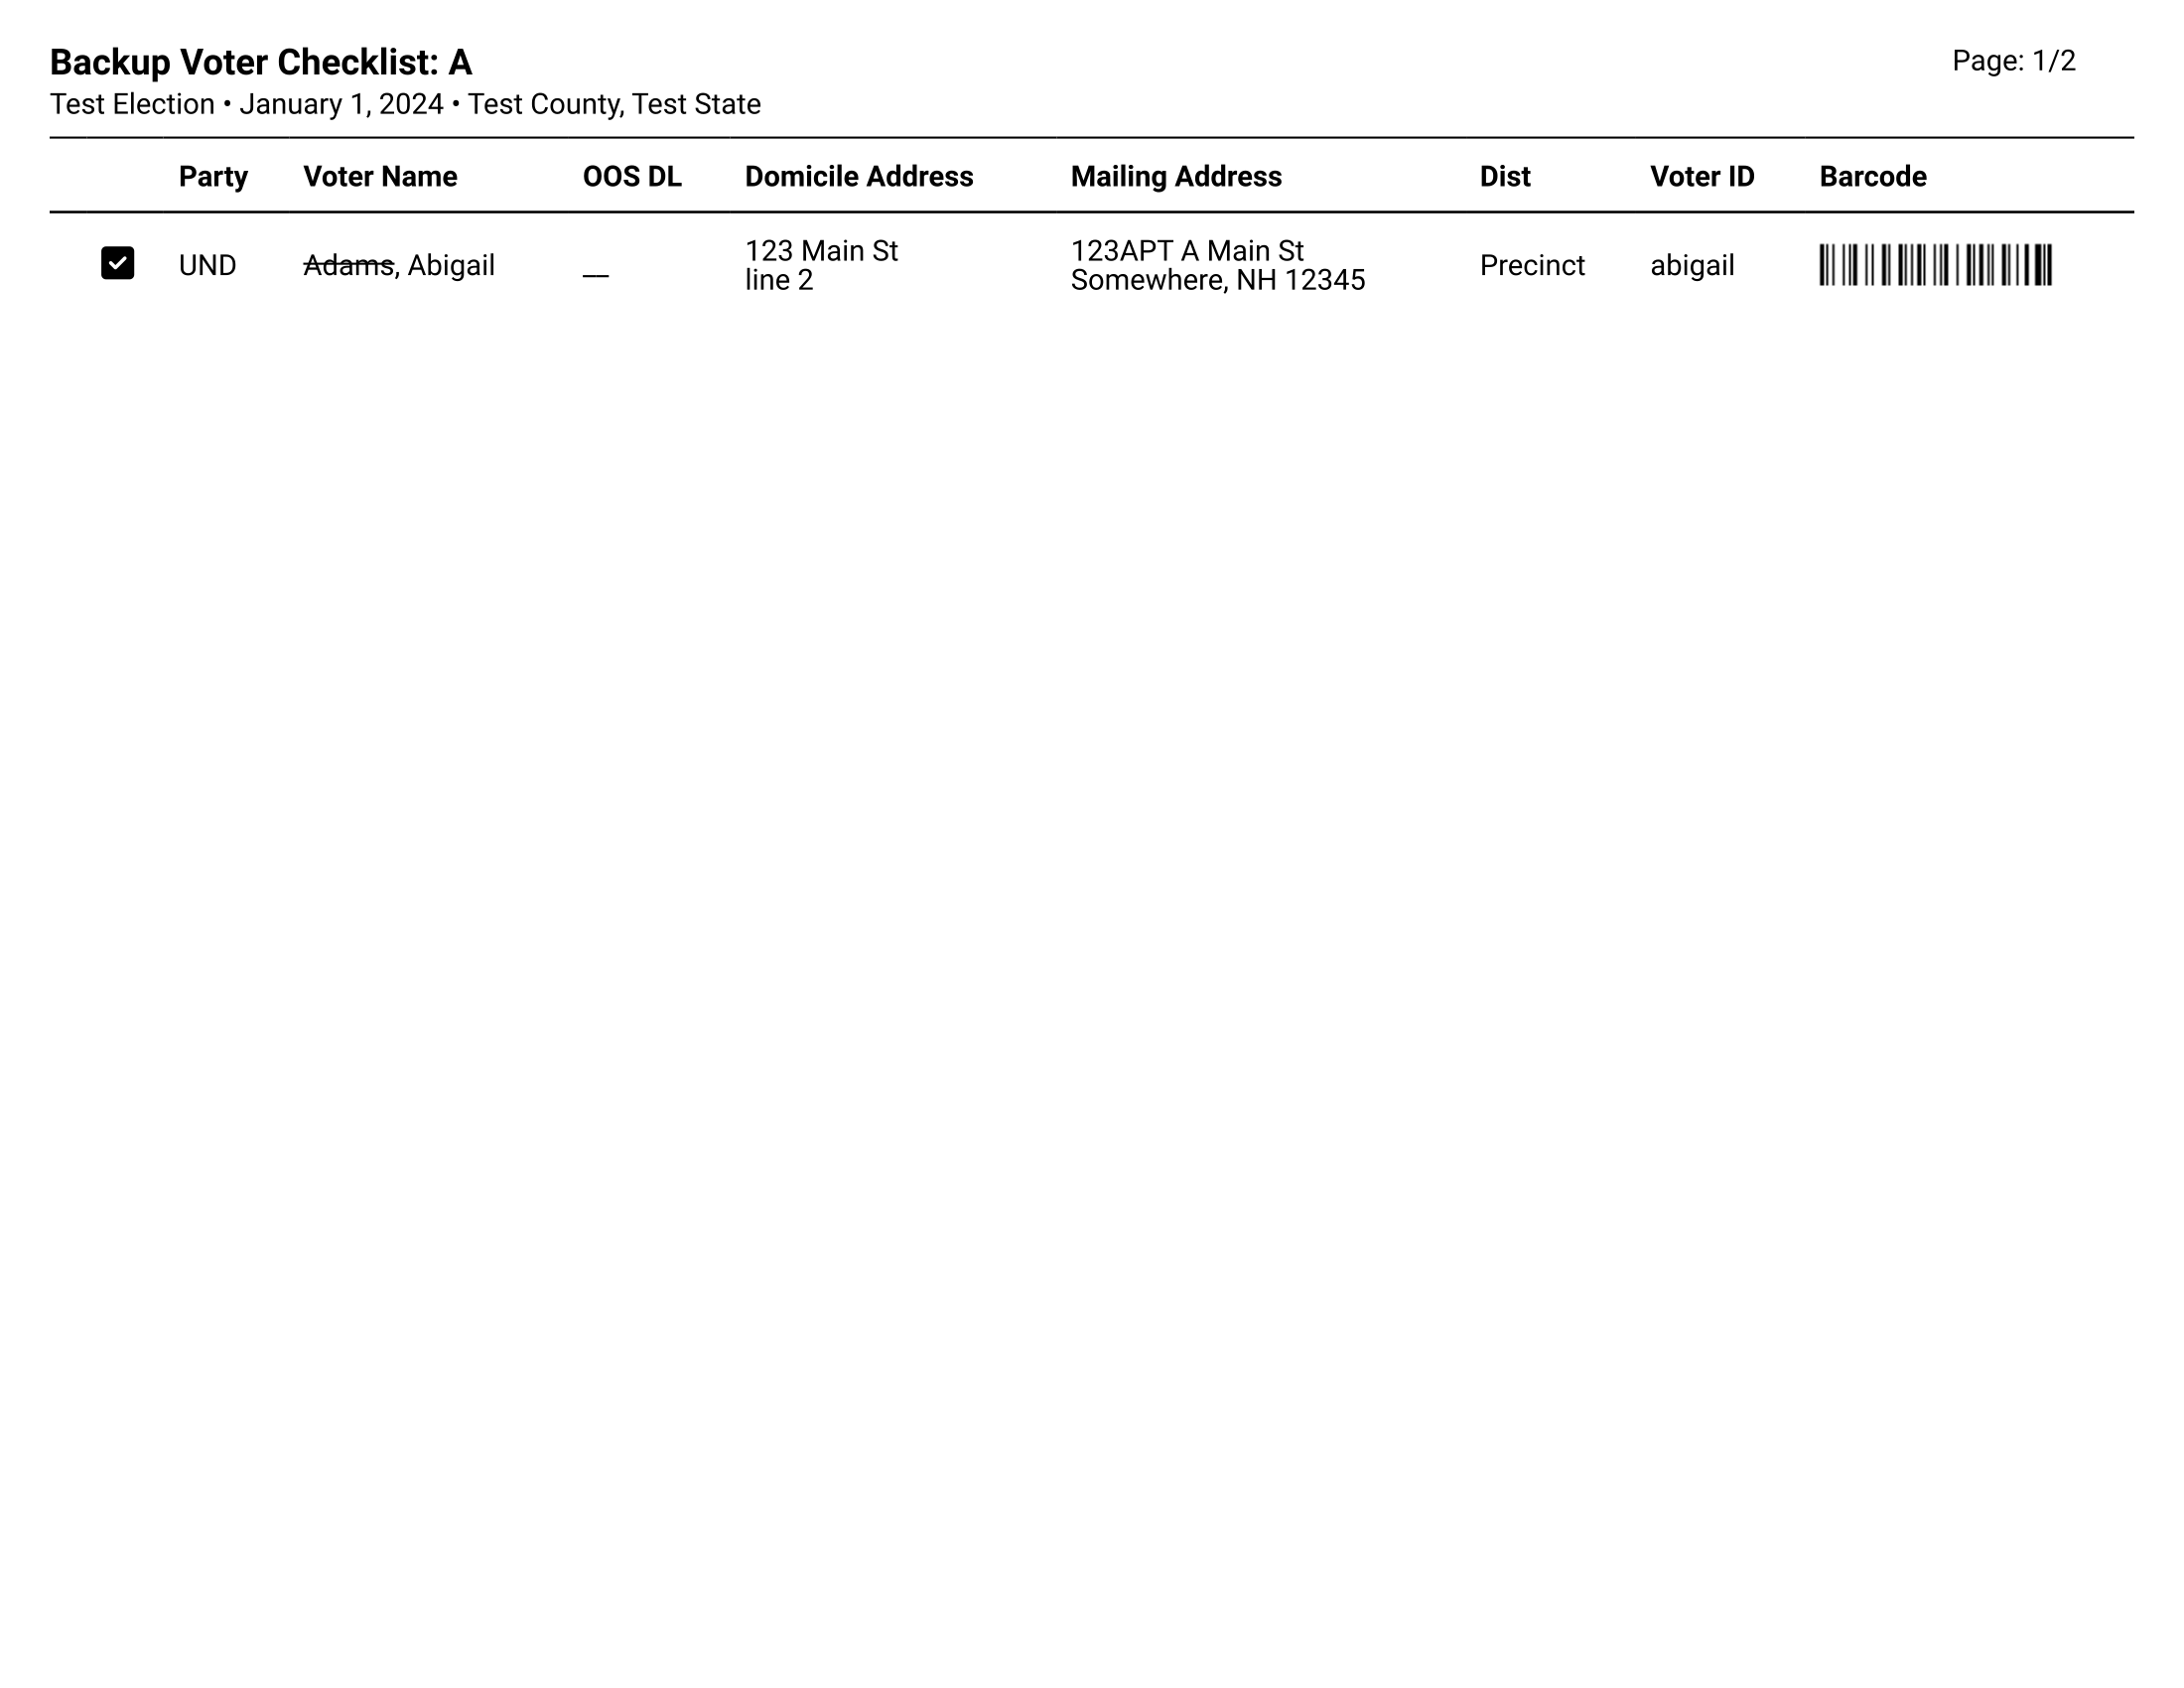 Backup Voter Checklist: A
Page: 1/2
Test Election • January 1, 2024 • Test County, Test State
Party Voter Name OOS DL Domicile Address Mailing Address Dist Voter ID Barcode
UND Adams, Abigail __ 123 Main St 123APT A Main St Precinct abigail
line 2 Somewhere, NH 12345